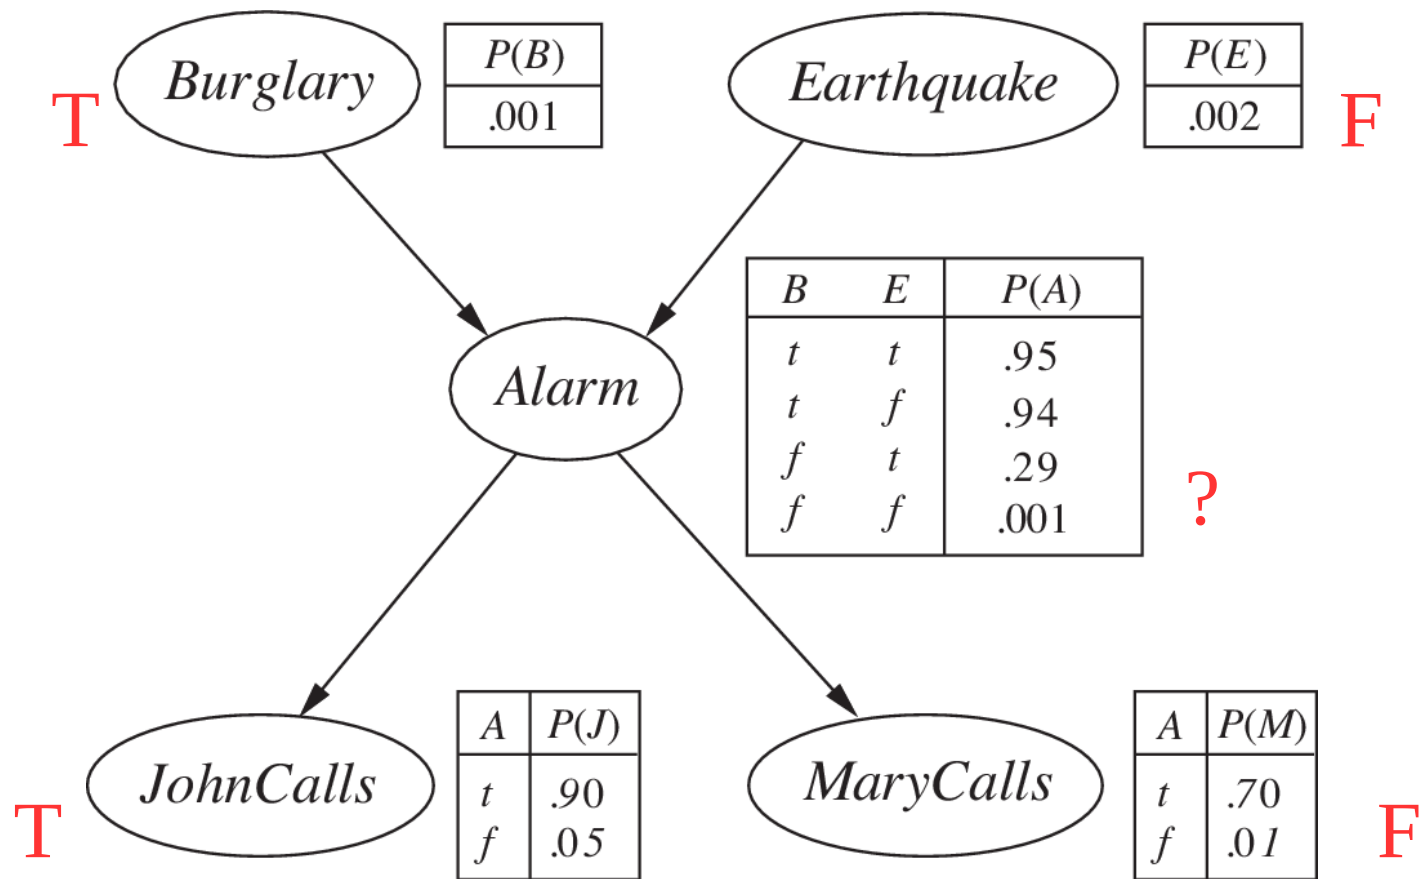 Burglary
P(B)
.001
Earthquake
P(E)
.002
T
F
B E P(A)
t t .95
t f .94
f t .29
f f .001
Alarm
?
JohnCalls
A P(J)
t .90
f .05
MaryCalls
A P(M)
t .70
f .01
T
F